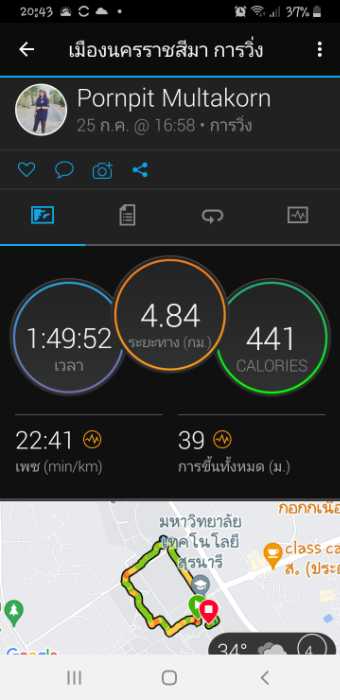 20:43
37%
เมืองนครราชสีมา การวิ่ง
Pornpit Multakorn
25 ก.ค. @ 16:58 • การวิ่ง
1:49:52
เวลา
4.84
ระยะทาง (กม.)
441
CALORIES
22:41
เพซ (min/km)
39
การขึ้นทั้งหมด (ม.)
มหาวิทยาลัย
เทคโนโลยี
สุรนารี
class ca
ส. (ประ
34°
4
Google